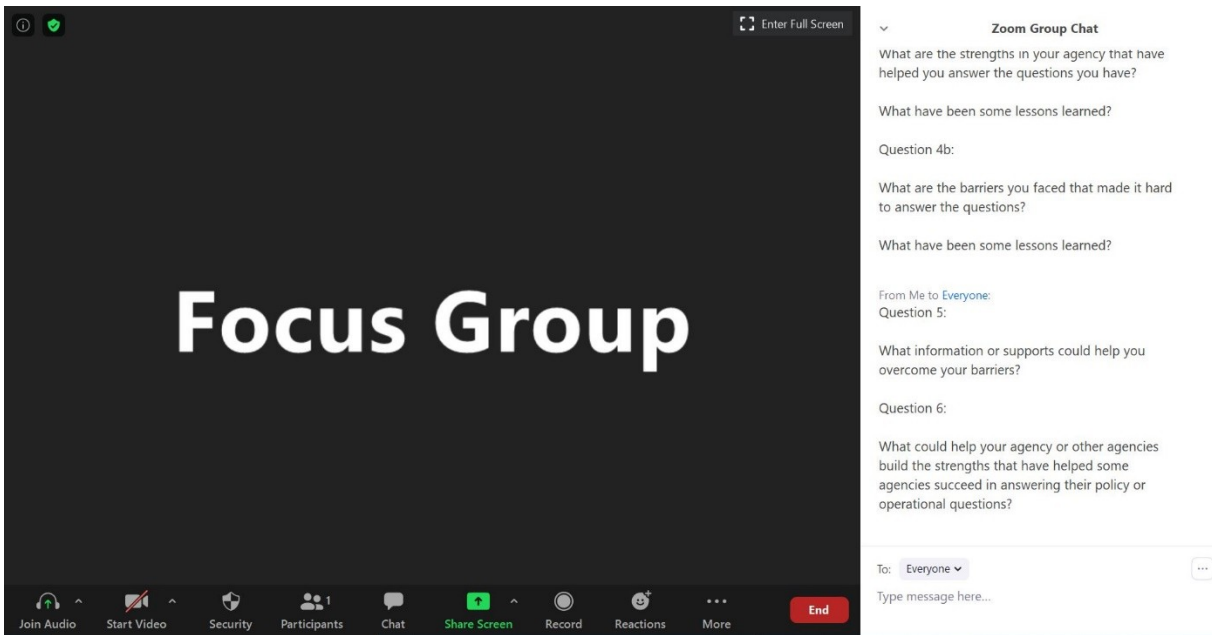 Enter Full Screen
Focus Group
Join Audio
Start Video
Security
Participants
1
Chat
Share Screen
Record
Reactions
More
End
Zoom Group Chat
What are the strengths in your agency that have
helped you answer the questions you have?
What have been some lessons learned?
Question 4b:
What are the barriers you faced that made it hard
to answer the questions?
What have been some lessons learned?
From Me to Everyone:
Question 5:
What information or supports could help you
overcome your barriers?
Question 6:
What could help your agency or other agencies
build the strengths that have helped some
agencies succeed in answering their policy or
operational questions?
To: Everyone
Type message here...